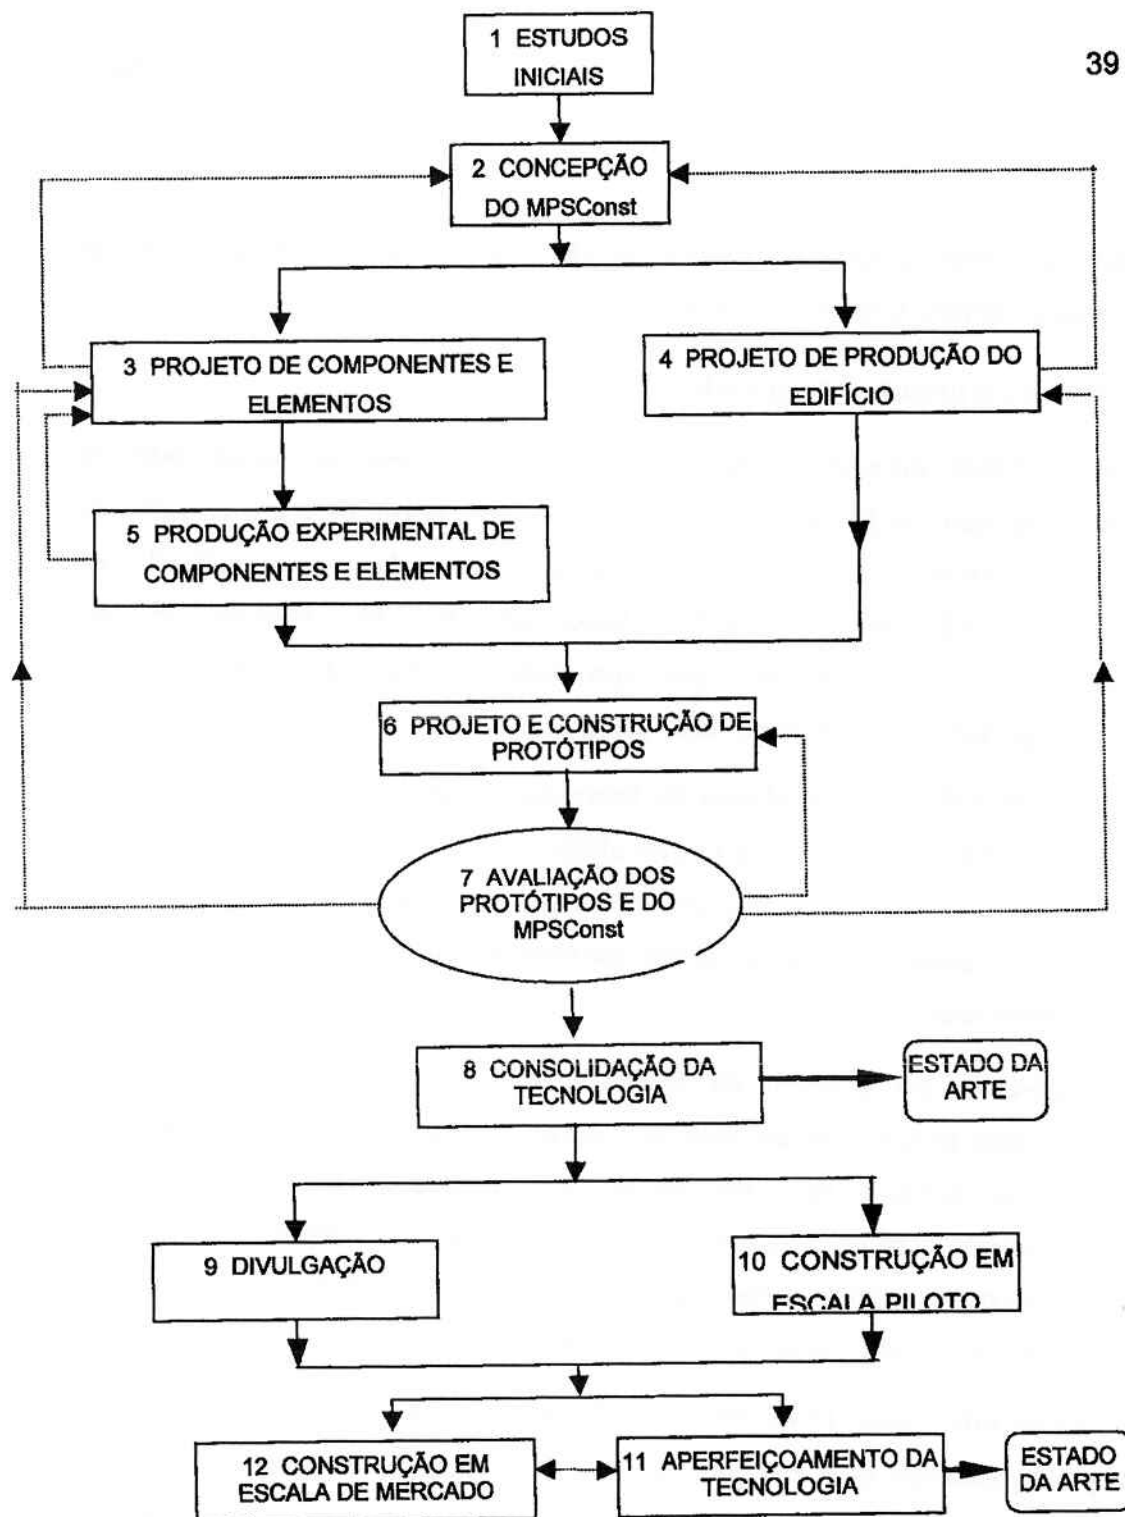 39
1 ESTUDOS
INICIAIS
2 CONCEPÇÃO
DO MPSConst
3 PROJETO DE COMPONENTES E
ELEMENTOS
4 PROJETO DE PRODUÇÃO DO
EDIFÍCIO
5 PRODUÇÃO EXPERIMENTAL DE
COMPONENTES E ELEMENTOS
6 PROJETO E CONSTRUÇÃO DE
PROTÓTIPOS
7 AVALIAÇÃO DOS
PROTÓTIPOS E DO
MPSConst
8 CONSOLIDAÇÃO DA
TECNOLOGIA
ESTADO DA
ARTE
9 DIVULGAÇÃO
10 CONSTRUÇÃO EM
ESCALA PILOTO
12 CONSTRUÇÃO EM
ESCALA DE MERCADO
11 APERFEIÇOAMENTO DA
TECNOLOGIA
ESTADO
DA ARTE